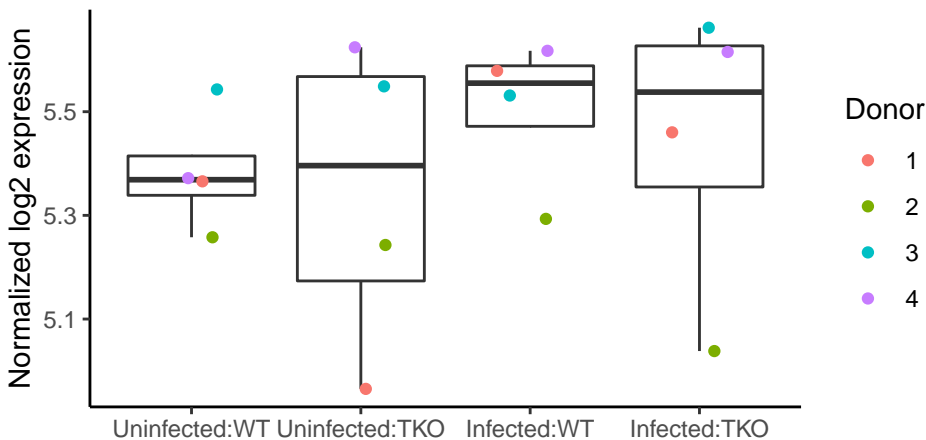 Normalized log2 expression
5.5
5.3
5.1
Uninfected:WT
Uninfected:TKO
Infected:WT
Infected:TKO
Donor
1
2
3
4